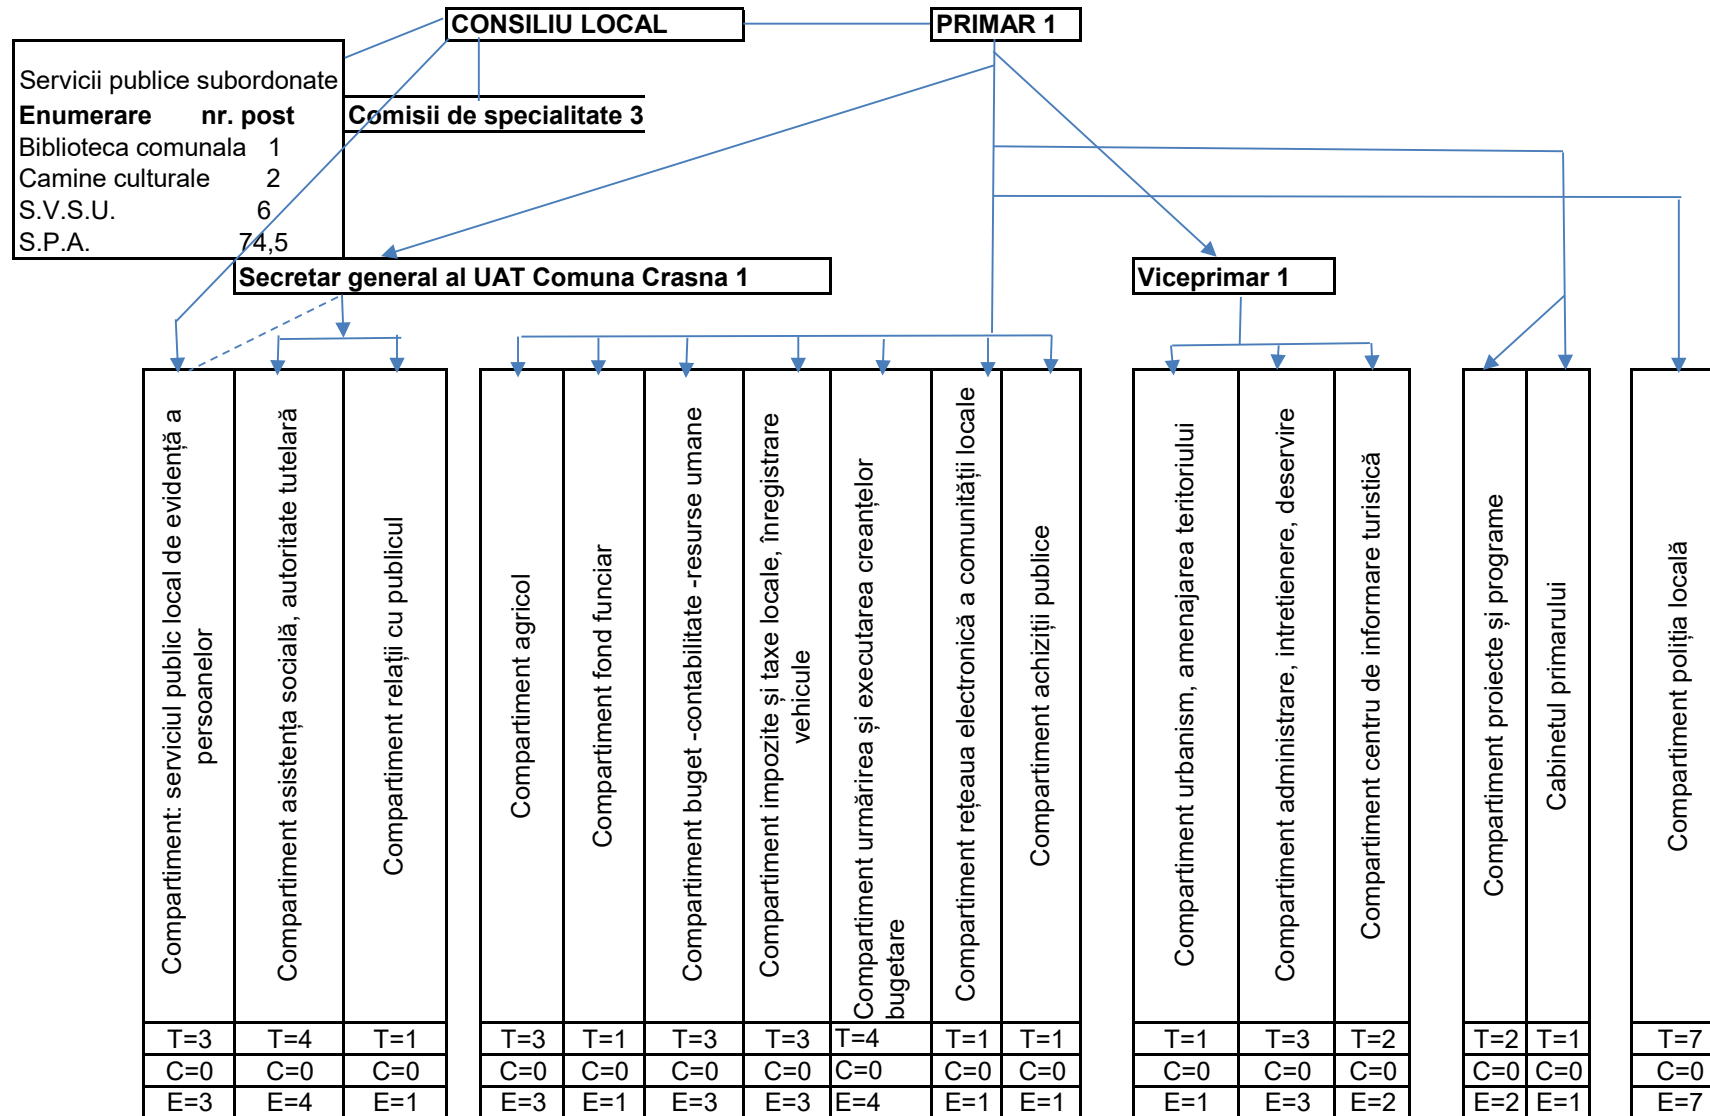 CONSILIU LOCAL
PRIMAR 1
Servicii publice subordonate
Enumerare nr. post
Biblioteca comunala 1
Camine culturale 2
S.V.S.U. 6
S.P.A. 74,5
Comisii de specialitate 3
Secretar general al UAT Comuna Crasna 1
Viceprimar 1
Compartiment: serviciul public local de evidență a
persoanelor
Compartiment asistența socială, autoritate tutelară
Compartiment relații cu publicul
Compartiment agricol
Compartiment fond funciar
Compartiment buget -contabilitate -resurse umane
Compartiment impozite și taxe locale, înregistrare
vehicule
Compartiment urmărirea și executarea creanțelor
bugetare
Compartiment rețeaua electronică a comunității locale
Compartiment achiziții publice
Compartiment urbanism, amenajarea teritoriului
Compartiment administrare, intretienere, deservire
Compartiment centru de informare turistică
Compartiment proiecte și programe
Cabinetul primarului
Compartiment poliția locală
T=3 T=4 T=1 T=3 T=1 T=3 T=3 T=4 T=1 T=1 T=1 T=3 T=2 T=2 T=1 T=7
C=0 C=0 C=0 C=0 C=0 C=0 C=0 C=0 C=0 C=0 C=0 C=0 C=0 C=0 C=0 C=0
E=3 E=4 E=1 E=3 E=1 E=3 E=3 E=4 E=1 E=1 E=1 E=3 E=2 E=2 E=1 E=7